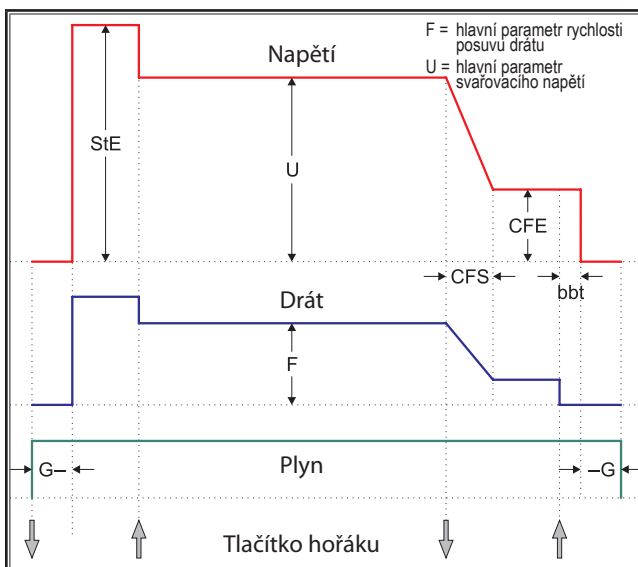 Napětí
F = hlavní parametr rychlosti
posuvu drátu
U = hlavní parametr
svařovacího napětí
StE
U
CFE
CFS
bbt
Drát
F
G–
Plyn
–G
Tlačítko hořáku